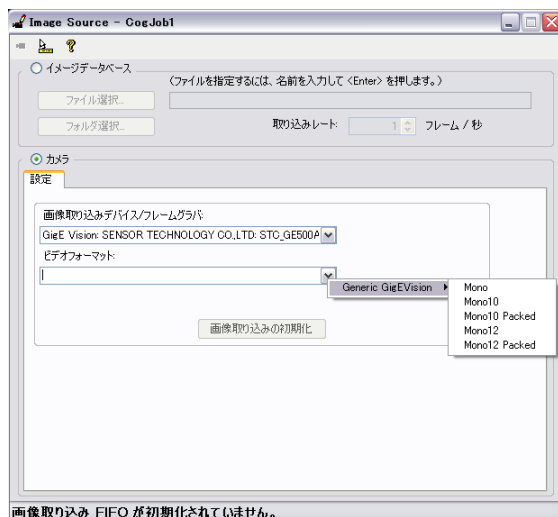 Image Source - CogJob1
イメージデータベース
(ファイルを指定するには、名前を入力して <Enter> を押します。)
ファイル選択...
フォルダ選択...
取り込みレート:
1
フレーム / 秒
カメラ
設定
画像取り込みデバイス/フレームグラバ:
GigE Vision: SENSOR TECHNOLOGY CO.,LTD: STC_GE500A
ビデオフォーマット:
Generic GigEVision
Mono
Mono10
Mono10 Packed
Mono12
Mono12 Packed
画像取り込みの初期化
画像取り込み FIFO が初期化されていません。